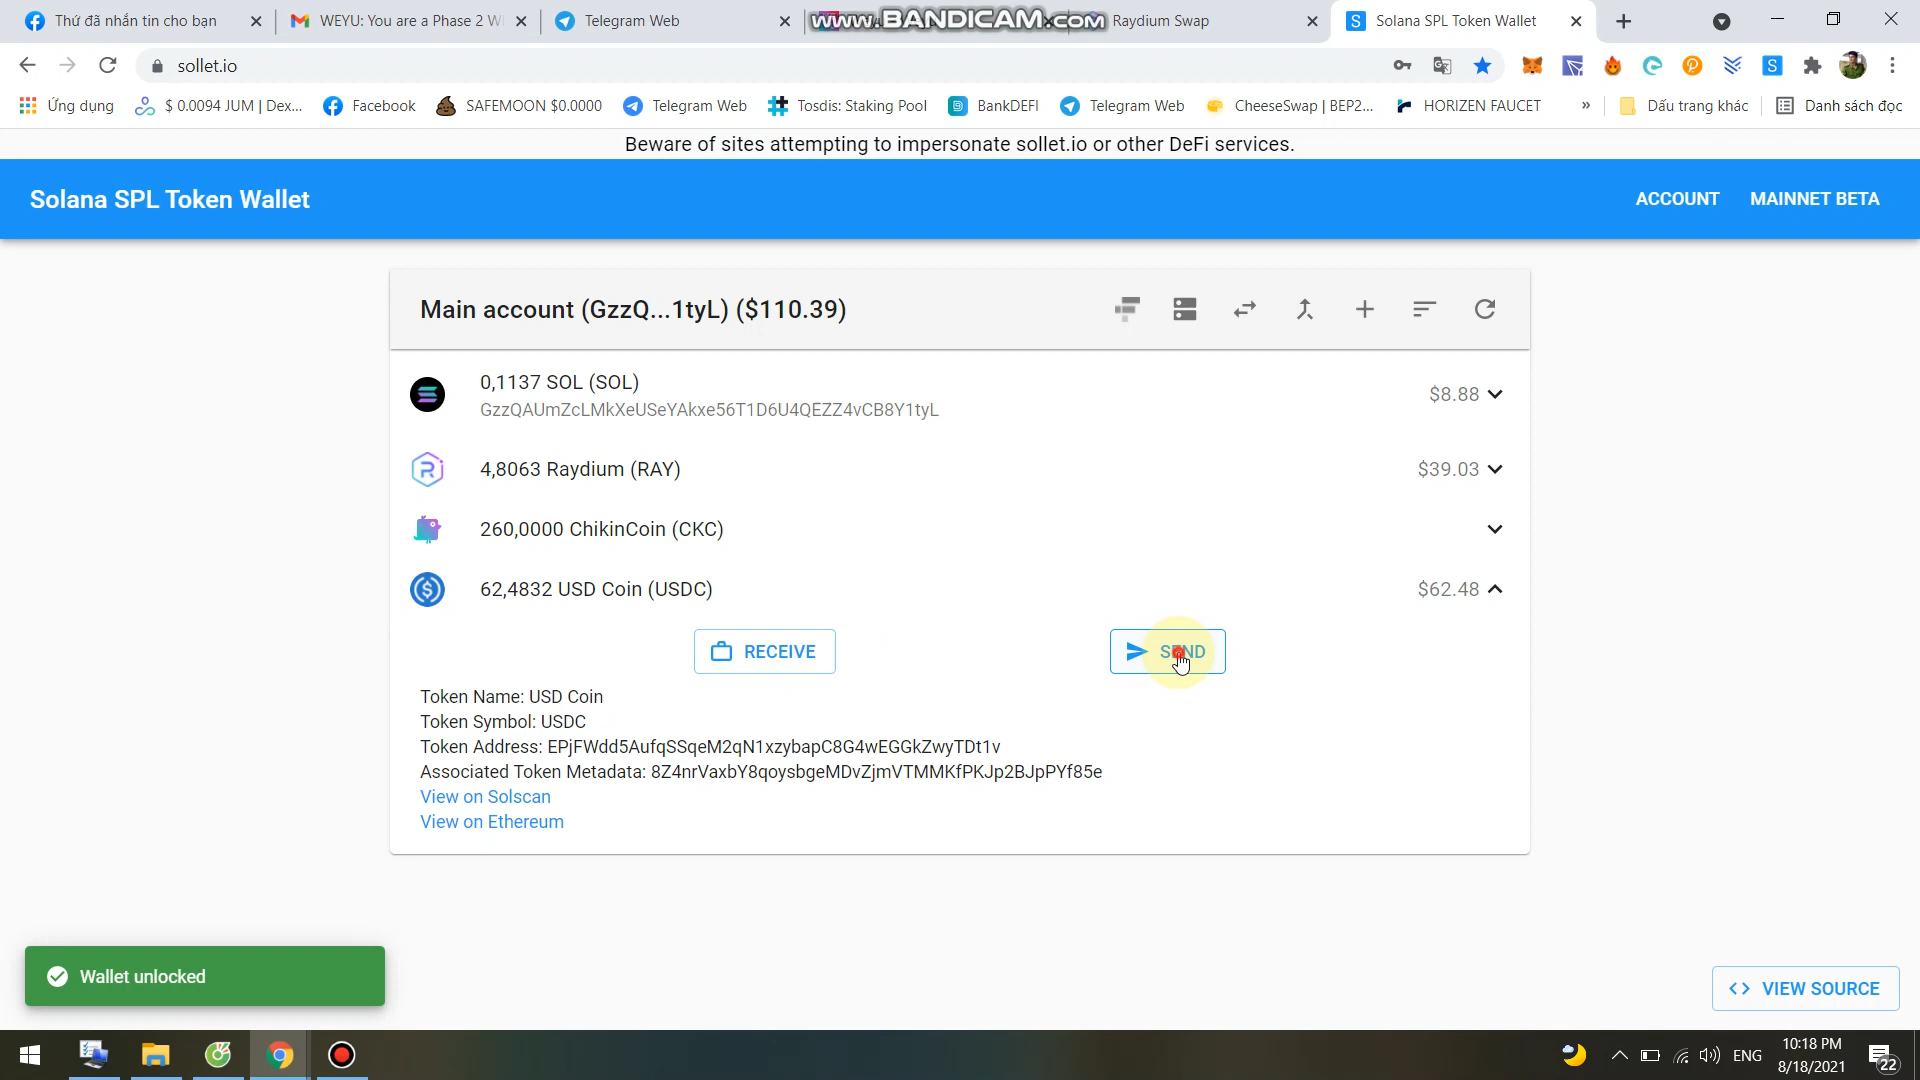 Thứ đã nhắn tin cho bạn
WEYU: You are a Phase 2 W
Telegram Web
www.BANDICAM.com
Raydium Swap
Solana SPL Token Wallet
sollet.io
Ứng dụng
$ 0.0094 JUM | Dex...
Facebook
SAFEMOON $0.0000
Telegram Web
Tosdis: Staking Pool
BankDEFI
Telegram Web
CheeseSwap | BEP2...
HORIZEN FAUCET
»
Dấu trang khác
Danh sách đọc
Beware of sites attempting to impersonate sollet.io or other DeFi services.
Solana SPL Token Wallet
ACCOUNT
MAINNET BETA
Main account (GzzQ...1tyL) ($110.39)
0,1137 SOL (SOL)
GzzQAUmZcLMkXeUSeYAkxe56T1D6U4QEZZ4vCB8Y1tyL
$8.88
4,8063 Raydium (RAY)
$39.03
260,0000 ChikinCoin (CKC)
62,4832 USD Coin (USDC)
$62.48
RECEIVE
SEND
Token Name: USD Coin
Token Symbol: USDC
Token Address: EPjFWdd5AufqSSqeM2qN1xzybapC8G4wEGGkZwyTDt1v
Associated Token Metadata: 8Z4nrVaxbY8qoysbgeMDvZjmVTMMKfPKJp2BJpPYf85e
View on Solscan
View on Ethereum
Wallet unlocked
<> VIEW SOURCE
ENG
10:18 PM
8/18/2021
22